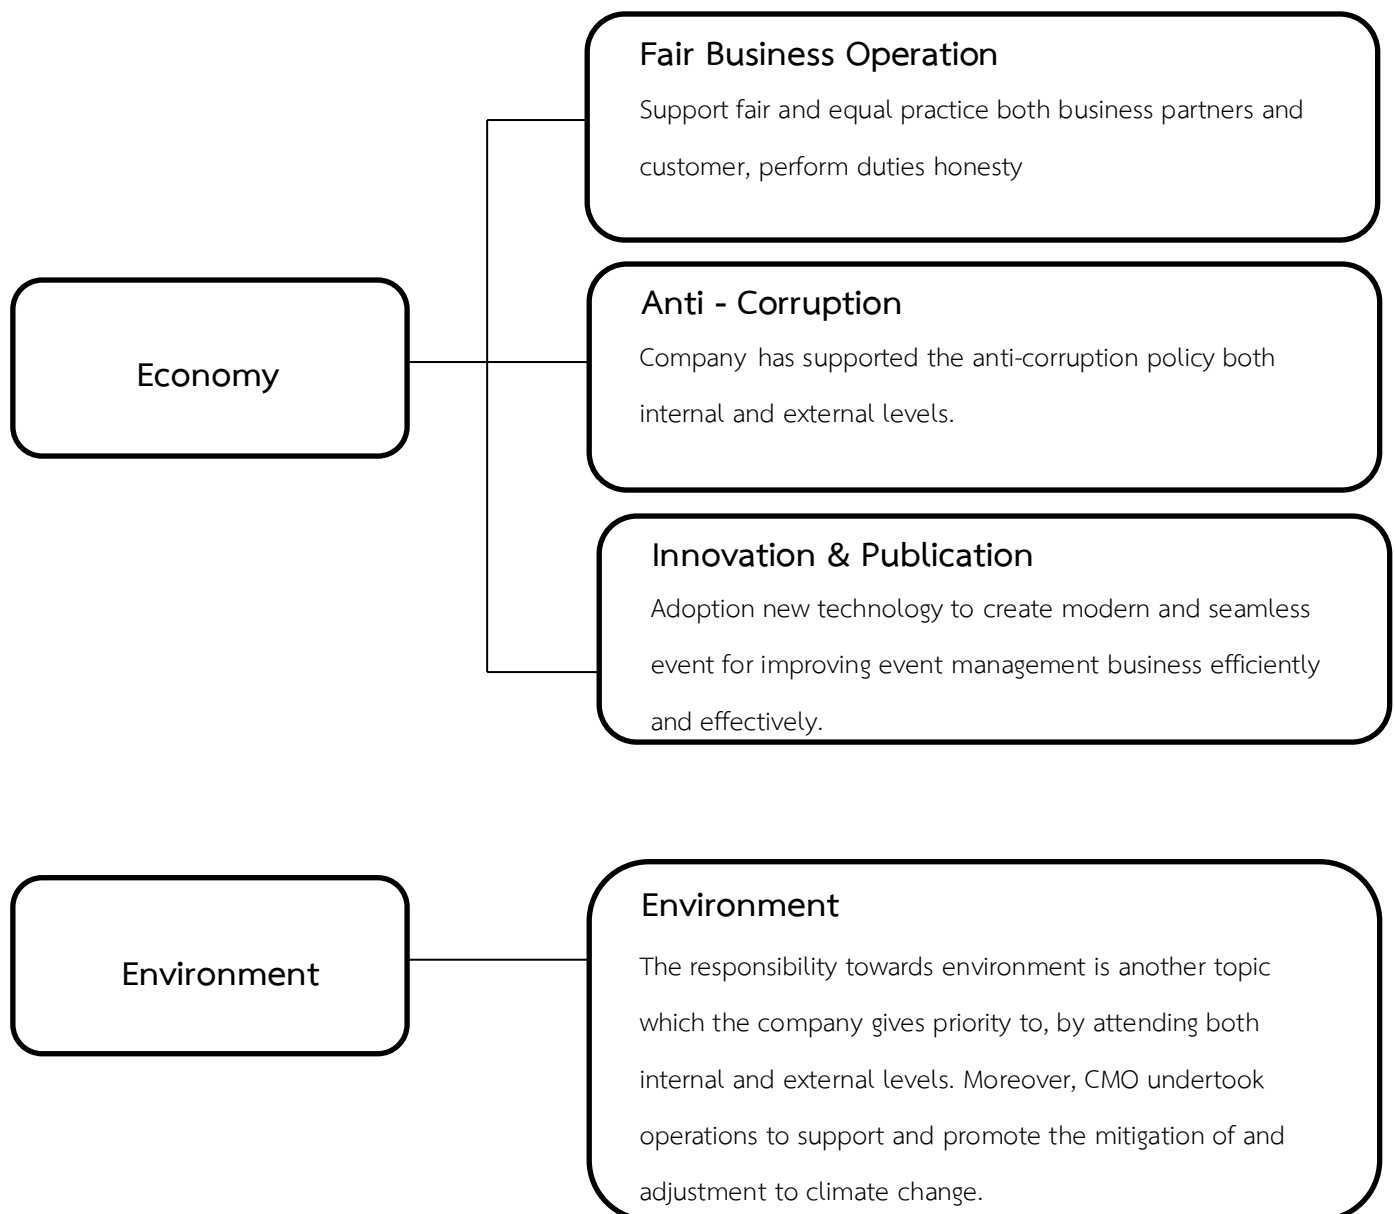 Fair Business Operation
Support fair and equal practice both business partners and
customer, perform duties honesty
Economy
Anti - Corruption
Company has supported the anti-corruption policy both
internal and external levels.
Innovation & Publication
Adoption new technology to create modern and seamless
event for improving event management business efficiently
and effectively.
Environment
Environment
The responsibility towards environment is another topic
which the company gives priority to, by attending both
internal and external levels. Moreover, CMO undertook
operations to support and promote the mitigation of and
adjustment to climate change.